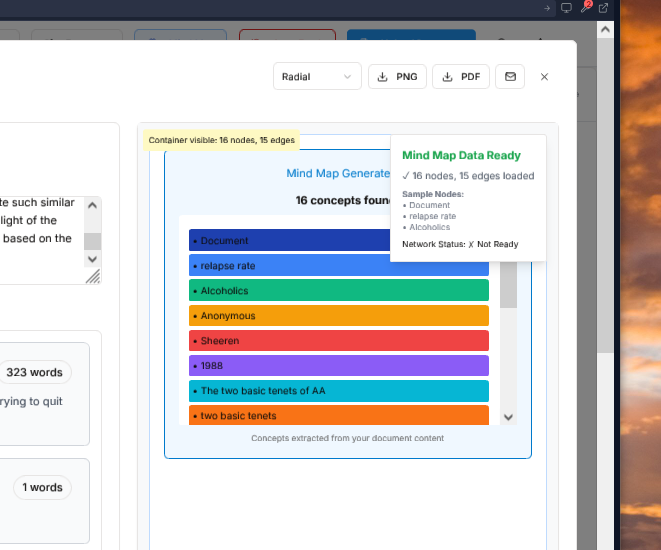 Radial
PNG
PDF
te such similar
light of the
based on the
323 words
rying to quit
1 words
Container visible: 16 nodes, 15 edges
Mind Map Generate
16 concepts foun
• Document
• relapse rate
• Alcoholics
• Anonymous
• Sheeren
• 1988
• The two basic tenets of AA
• two basic tenets
Concepts extracted from your document content
Mind Map Data Ready
✓ 16 nodes, 15 edges loaded
Sample Nodes:
• Document
• relapse rate
• Alcoholics
Network Status: ✗ Not Ready